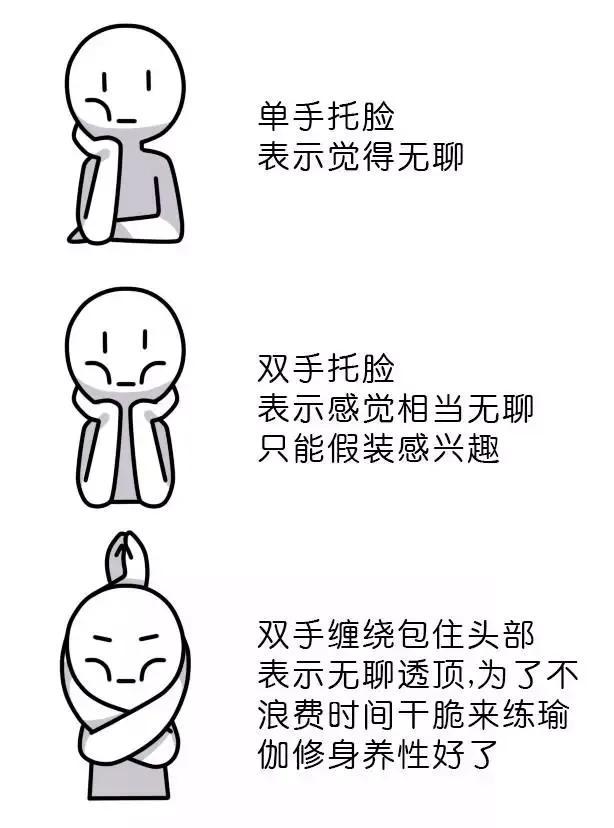 单手托脸
表示觉得无聊
双手托脸
表示感觉相当无聊
只能假装感兴趣
双手缠绕包住头部
表示无聊透顶,为了不
浪费时间干脆来练瑜
伽修身养性好了